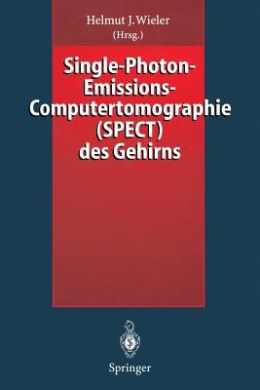 Helmut J. Wieler
(Hrsg.)
Single-Photon-
Emissions-
Computertomographie
(SPECT)
des Gehirns
Springer